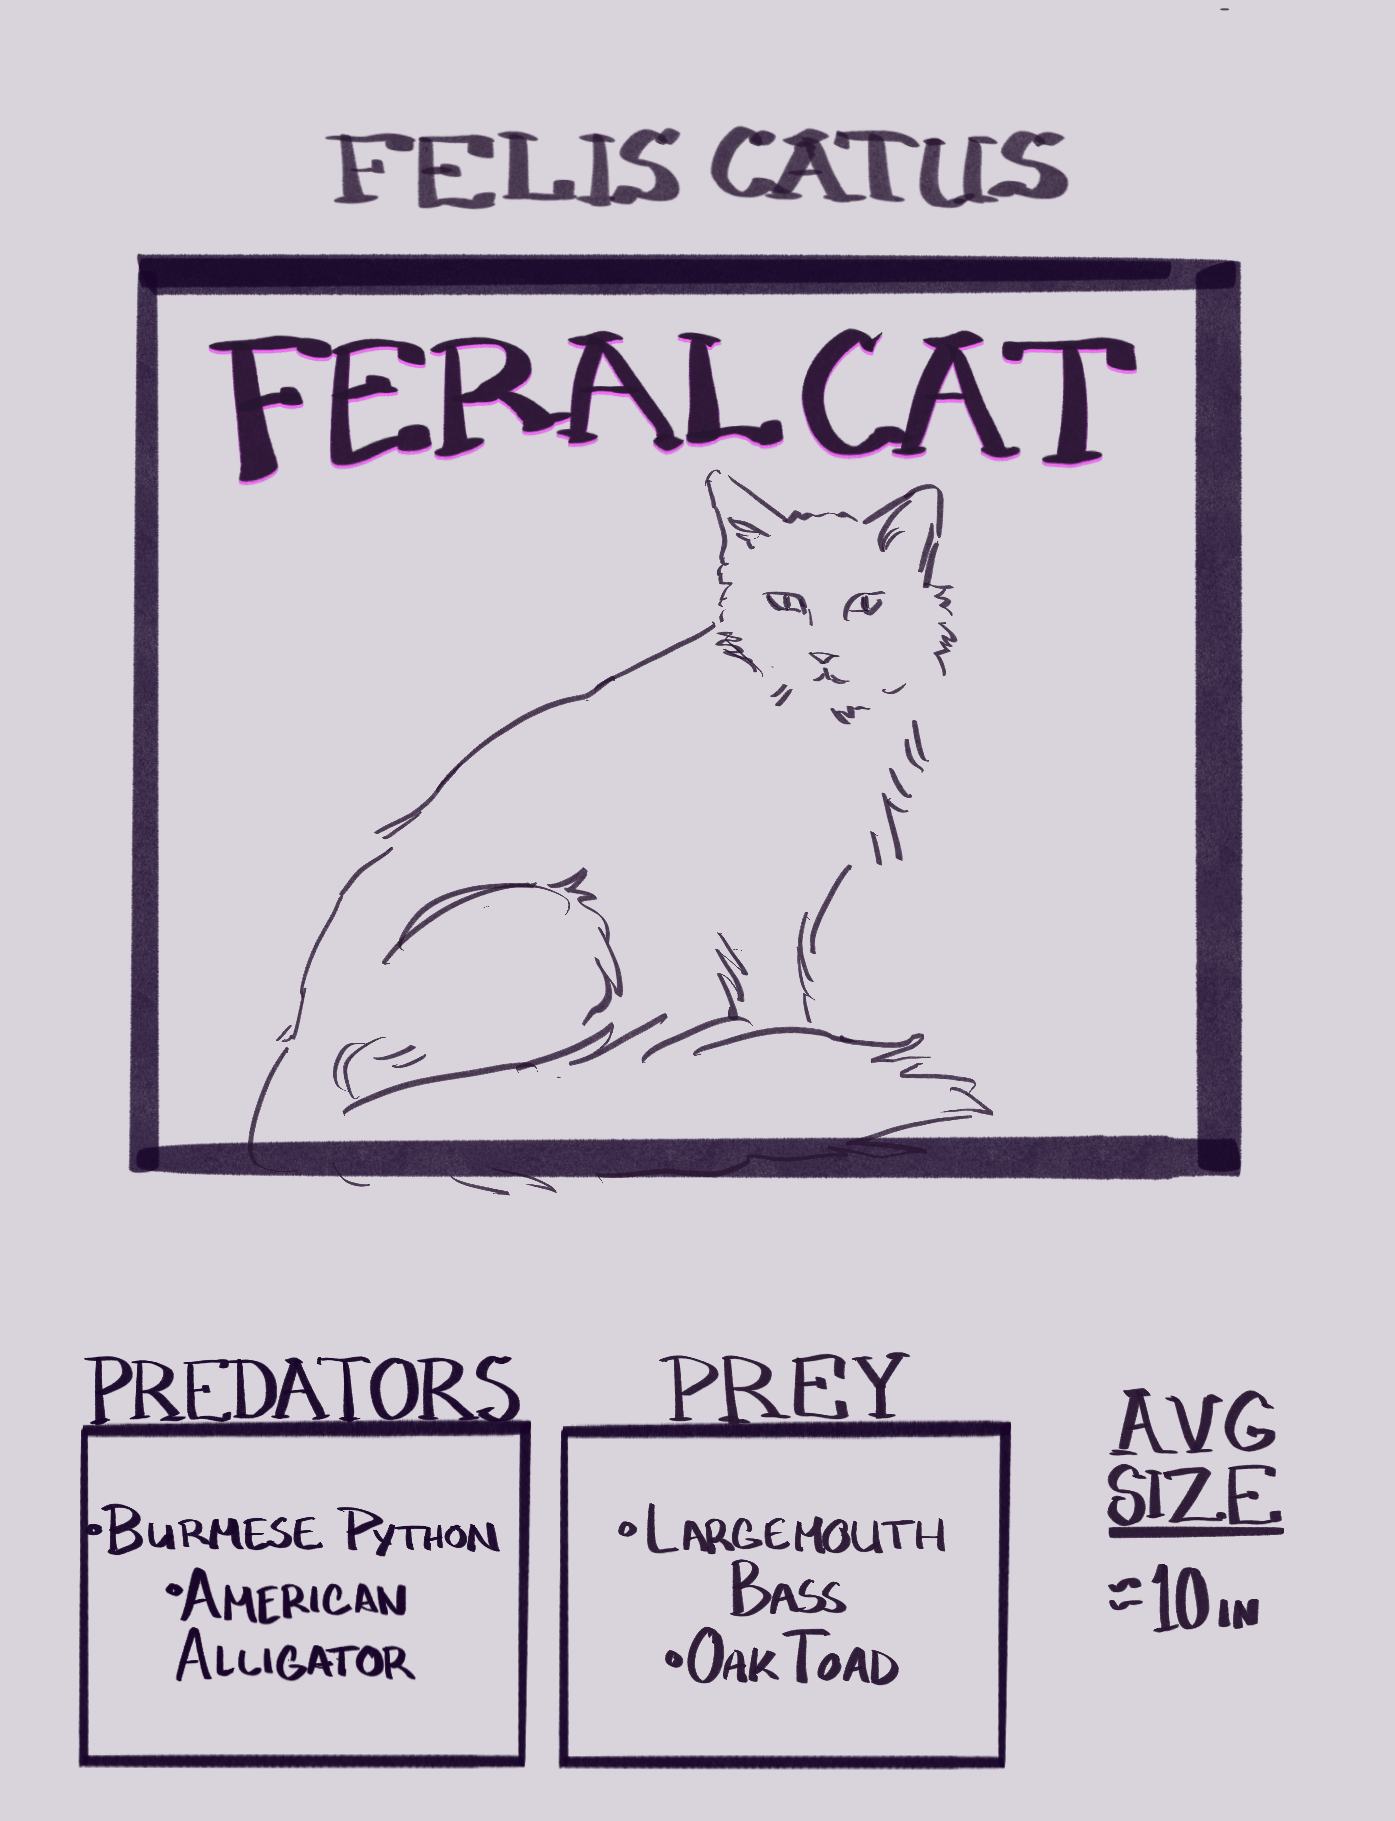 FELIS CATUS
FERAL CAT
PREDATORS
•BURMESE PYTHON
•AMERICAN
ALLIGATOR
PREY
•LARGEMOUTH
BASS
•OAK TOAD
AVG
SIZE
≈10 IN